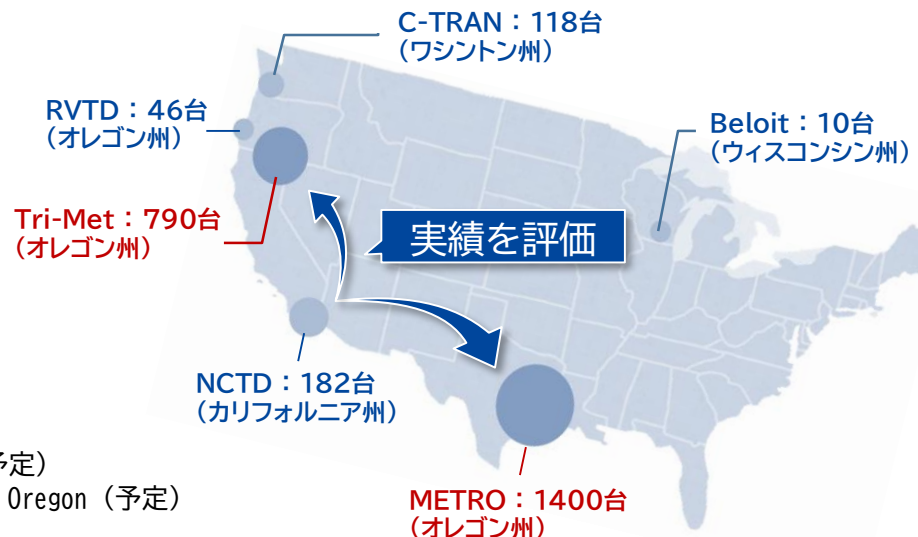 C-TRAN：118台
（ワシントン州）
RVTD：46台
（オレゴン州）
Beloit：10台
（ウィスコンシン州）
Tri-Met：790台
（オレゴン州）
実績を評価
NCTD：182台
（カリフォルニア州）
予定）
Oregon（予定）
METRO：1400台
（オレゴン州）